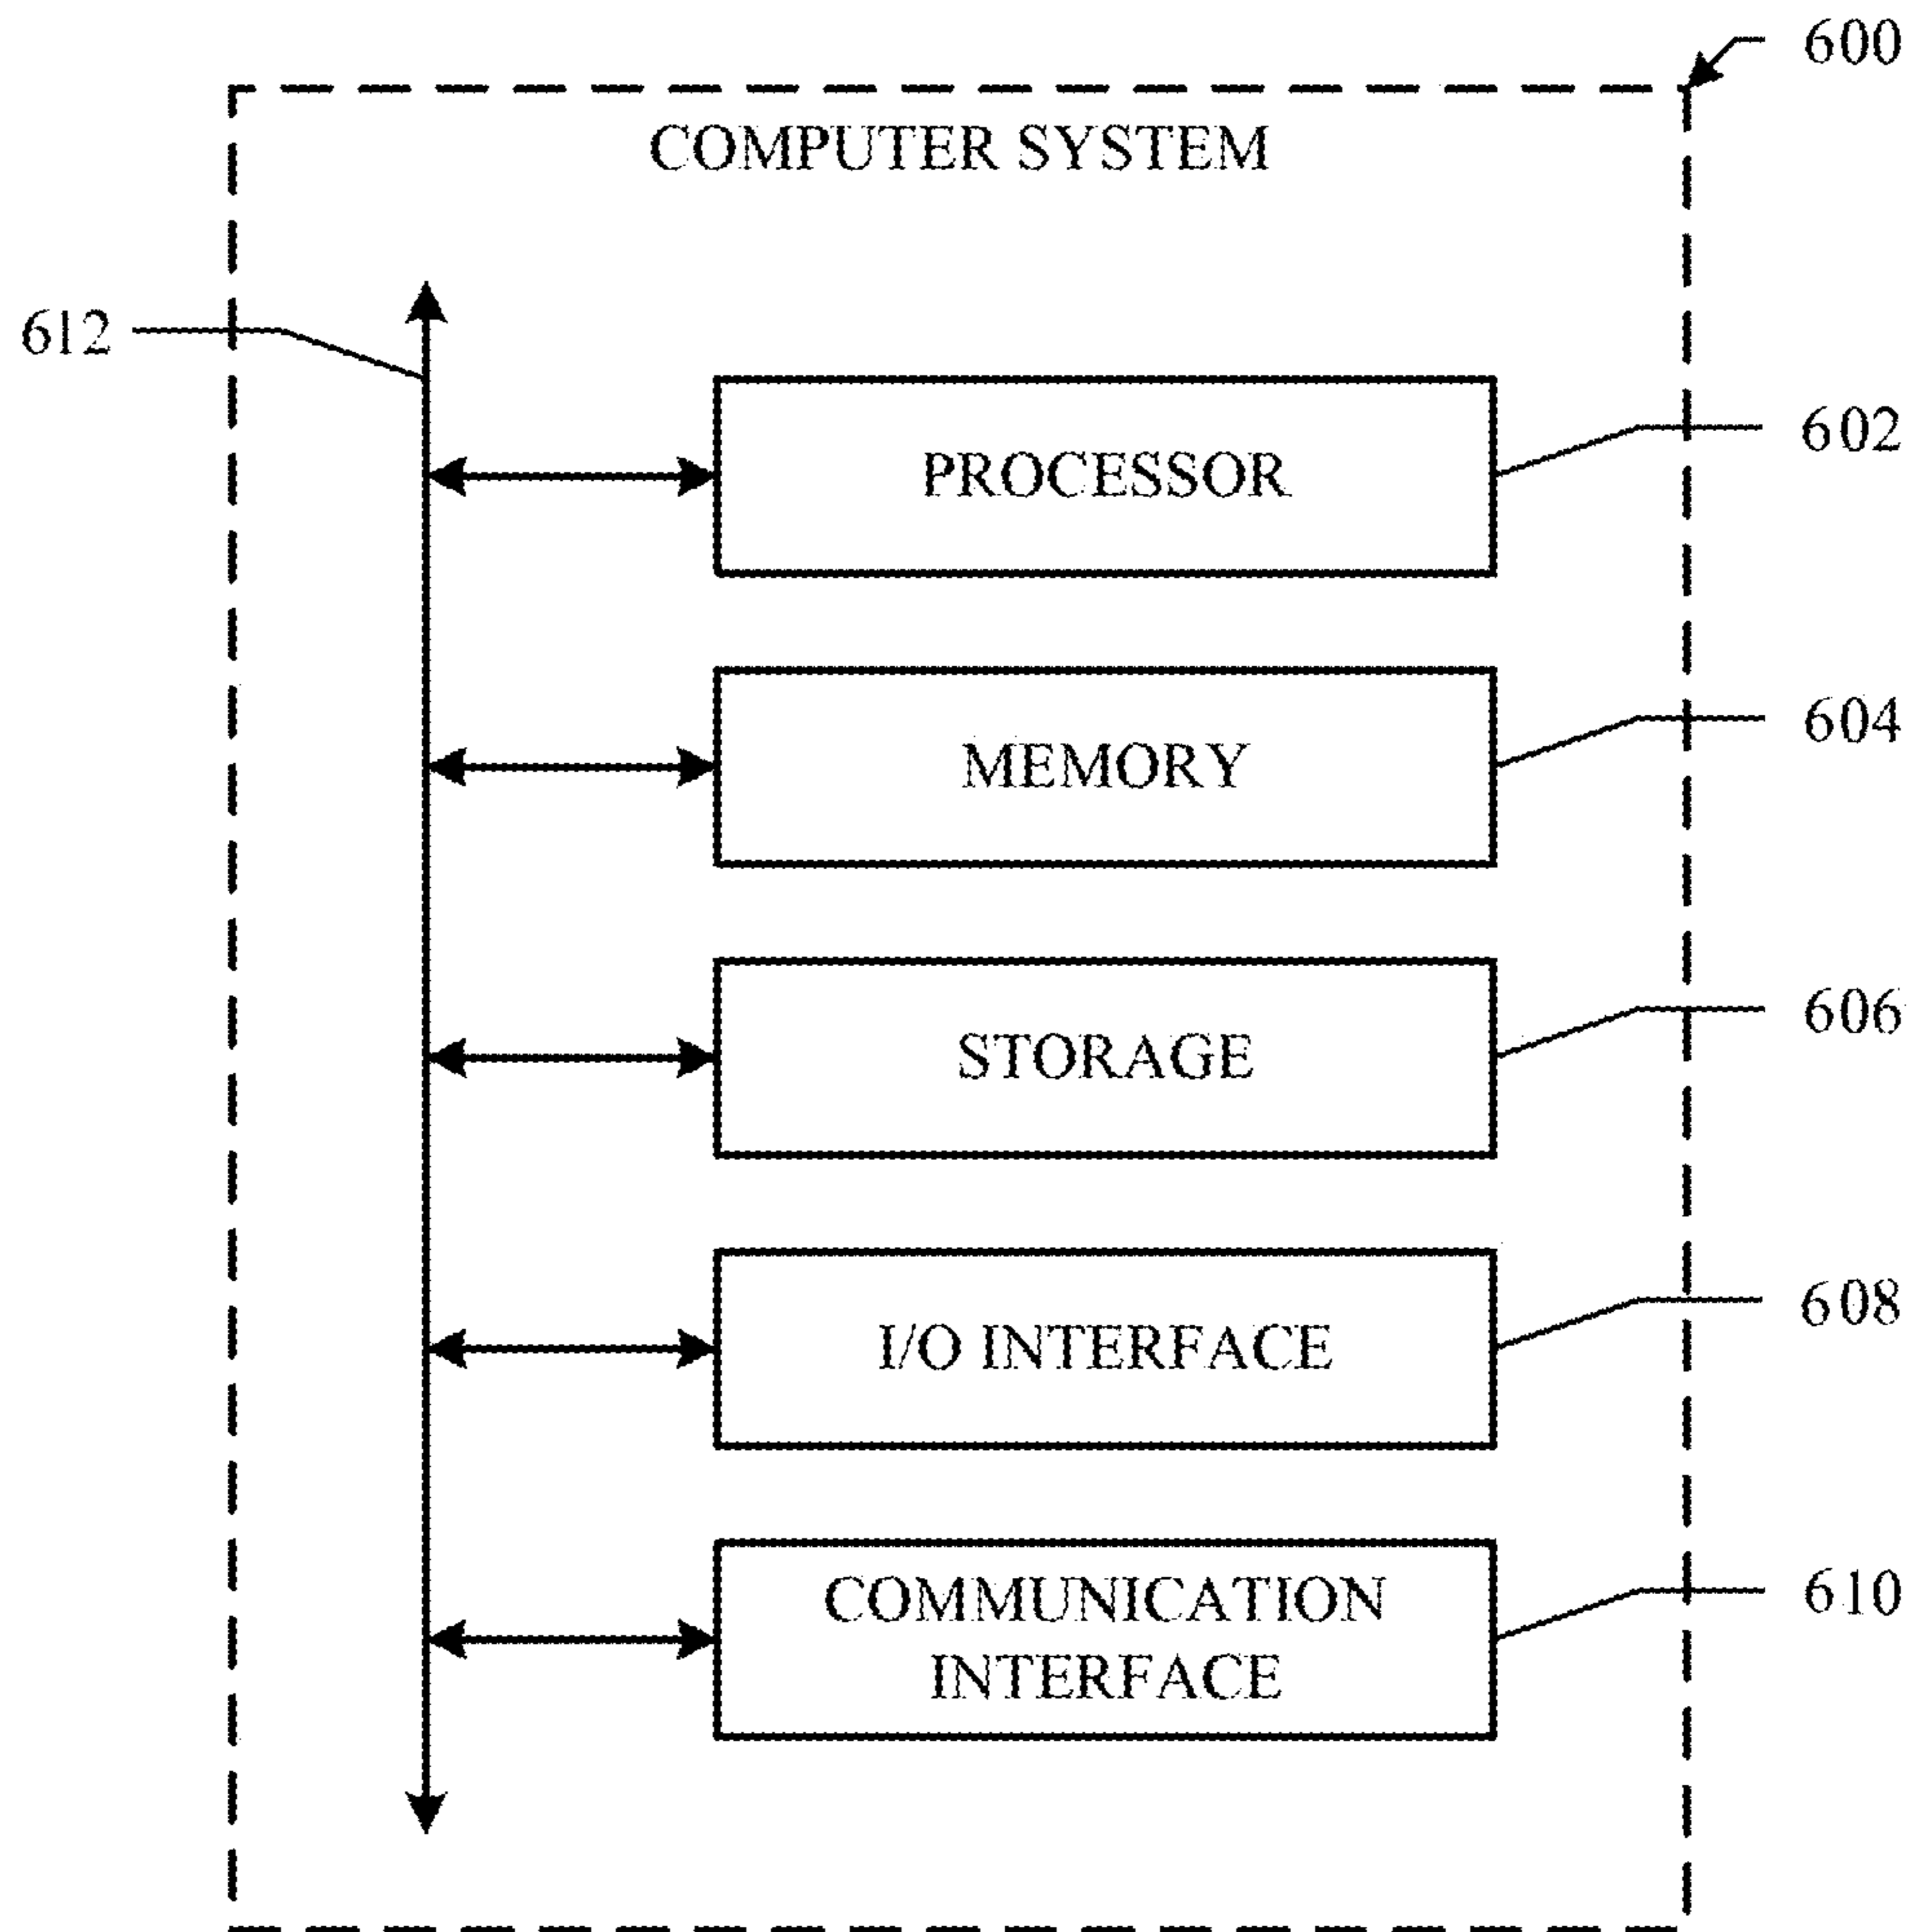 600
COMPUTER SYSTEM
612
602
PROCESSOR
604
MEMORY
606
STORAGE
608
I/O INTERFACE
610
COMMUNICATION
INTERFACE